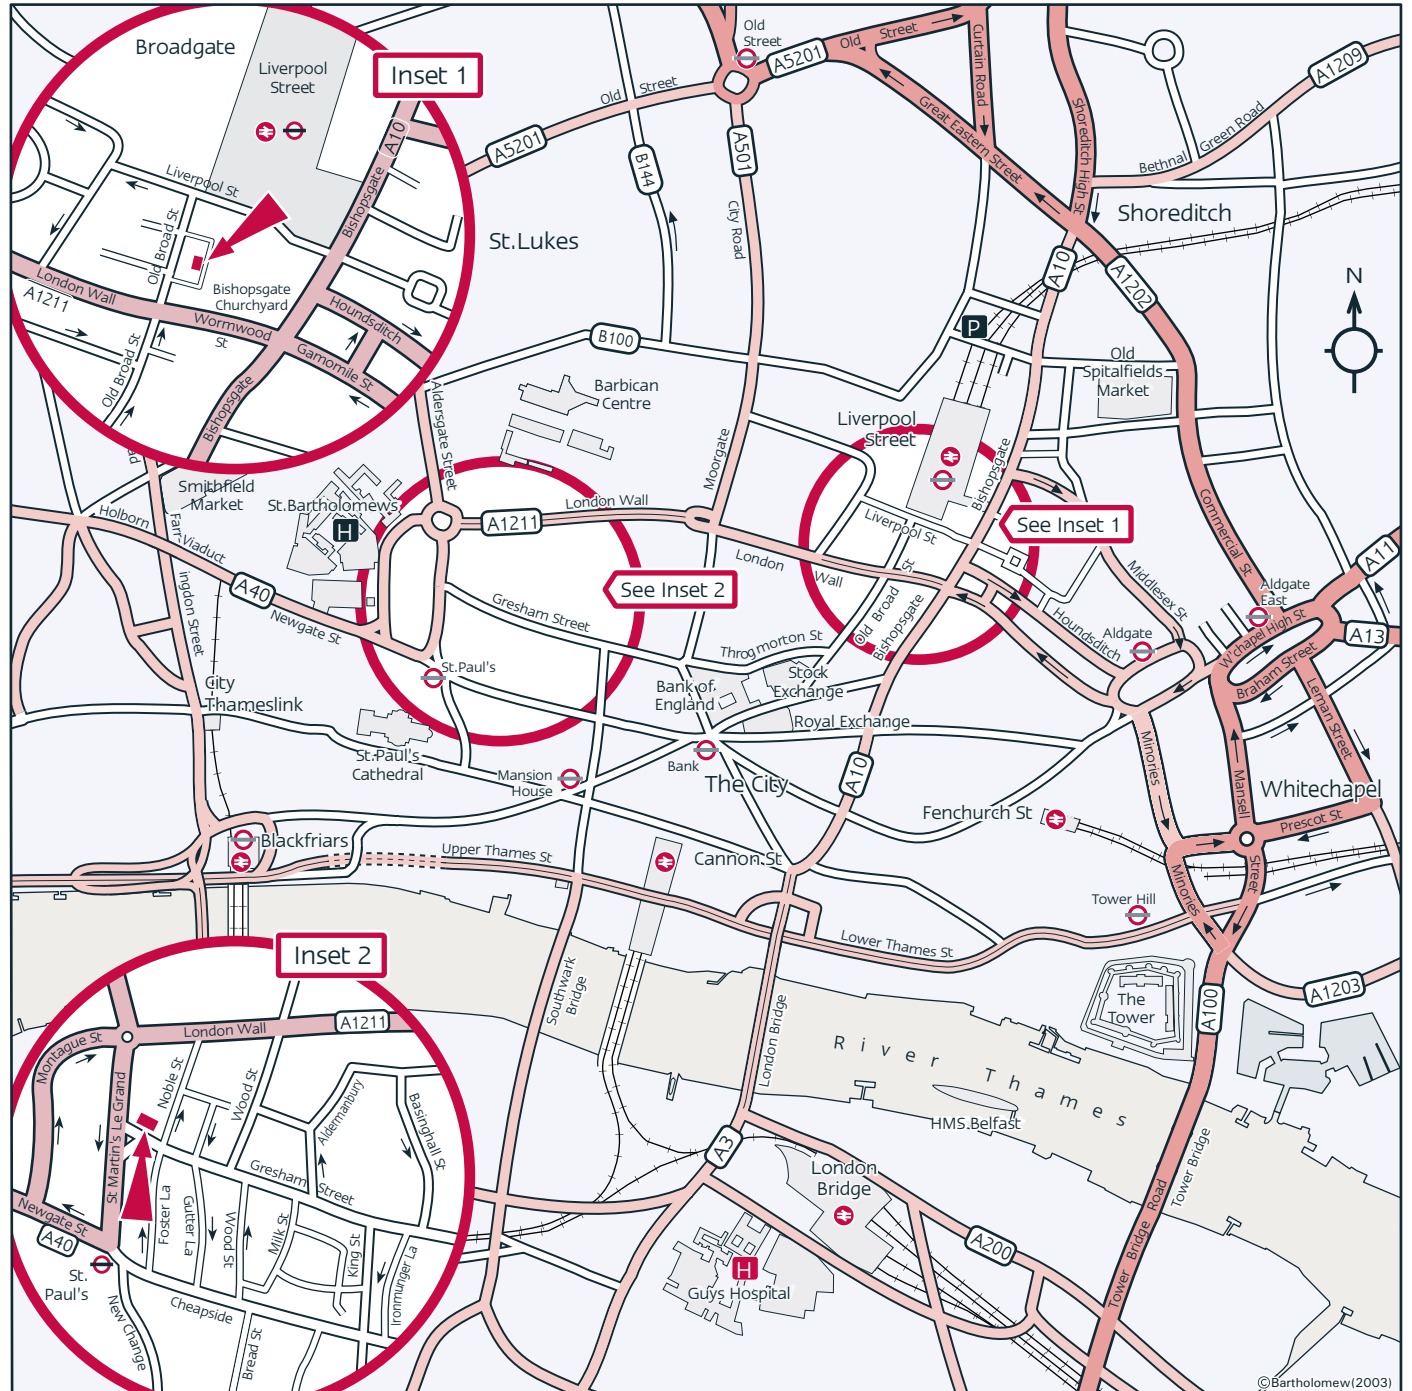 Broadgate
Liverpool
Street
Inset 1
A10
Liverpool St
Old Broad St
Bishopsgate
London Wall
A1211
Bishopsgate
Churchyard
Wormwood
St
Houndsditch
Gamomile St
Old Broad St
Bishopsgate
Old
Street
A5201
Old Street
Curtain Road
A1209
Old Street
A5201
A501
B144
City Road
Great Eastern Street
Shoreditch High St
Bethnal Green Road
Shoreditch
St.Lukes
A10
A1202
N
P
B100
Old
Spitalfields
Market
Barbican
Centre
Aldersgate Street
Liverpool
Street
Moorgate
Bishopsgate
Smithfield
Market
St.Bartholomews
H
Holborn
Viaduct
Farr
ingdon Street
Rd
London Wall
A1211
Liverpool St
See Inset 1
Commercial St
A11
London Wall
See Inset 2
A40
Newgate St
Gresham Street
Old Broad St
Bishopsgate
Houndsditch
Middlesex St
Aldgate
Aldgate
East
A13
W'chapel High St
Braham Street
Leman Street
Throgmorton St
St.Paul's
Stock
Exchange
Bank of
England
City
Thameslink
Royal Exchange
St.Paul's
Cathedral
Mansion
House
Bank
The City
A10
Minories
Mansell
Street
Whitechapel
Prescot St
Fenchurch St
Blackfriars
Upper Thames St
Cannon St
Minories
Tower Hill
Lower Thames St
Inset 2
Southwark
Bridge
London Bridge
The
Tower
A100
A1203
River Thames
HMS.Belfast
Tower Bridge
Tower Bridge Road
A3
London
Bridge
A200
H
Guys Hospital
London Wall
A1211
Montague St
St Martin's Le Grand
Noble St
Wood St
Aldermanbury
Basinghall St
Gresham Street
Newgate St
A40
Foster La
Gutter La
Wood St
Milk St
King St
Ironmunger La
St.
Paul's
New Change
Cheapside
Bread St
©Bartholomew(2003)